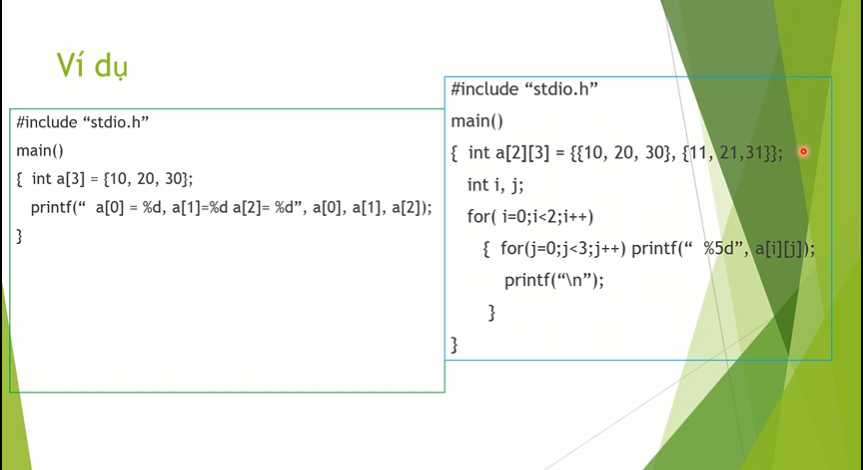 Ví dụ
#include “stdio.h”
main()
{ int a[3] = {10, 20, 30};
printf(“ a[0] = %d, a[1]=%d a[2]= %d”, a[0], a[1], a[2]);
}
#include “stdio.h”
main()
{ int a[2][3] = {{10, 20, 30}, {11, 21,31}};
int i, j;
for( i=0;i<2;i++)
{ for(j=0;j<3;j++) printf(“ %5d”, a[i][j]);
printf(“\n”);
}
}